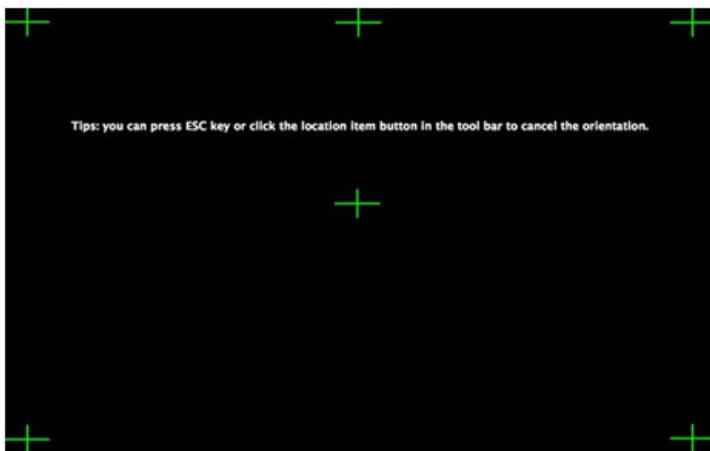 Tips: you can press ESC key or click the location item button in the tool bar to cancel the orientation.